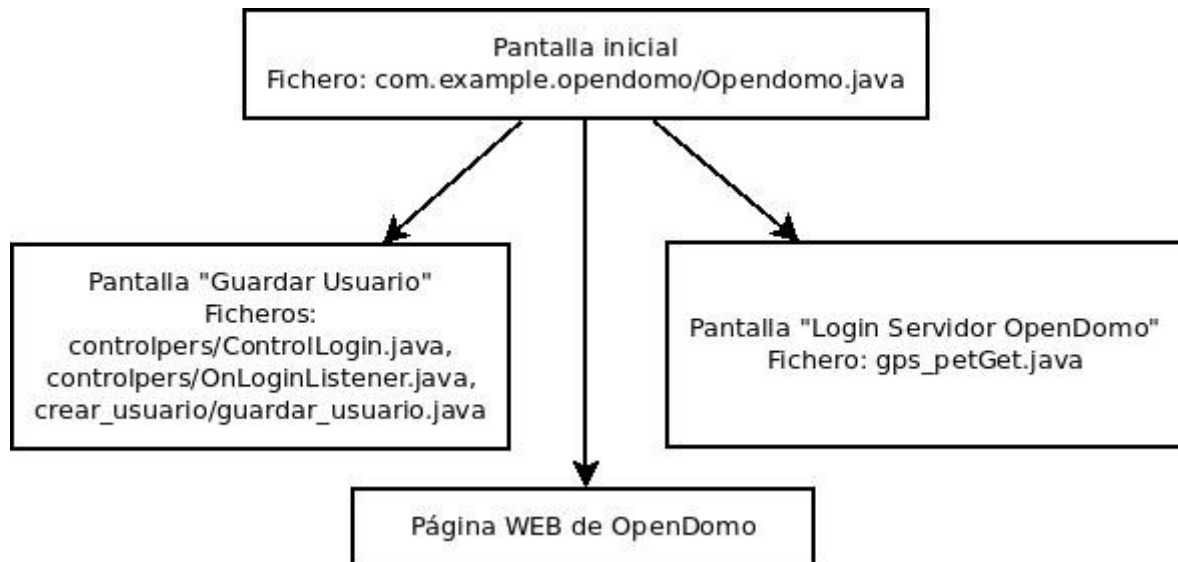 Pantalla inicial
Fichero: com.example.opendomo/Opendomo.java
Pantalla "Guardar Usuario"
Ficheros:
controlpers/ControlLogin.java,
controlpers/OnLoginListener.java,
crear_usuario/guardar_usuario.java
Pantalla "Login Servidor OpenDomo"
Fichero: gps_petGet.java
Página WEB de OpenDomo